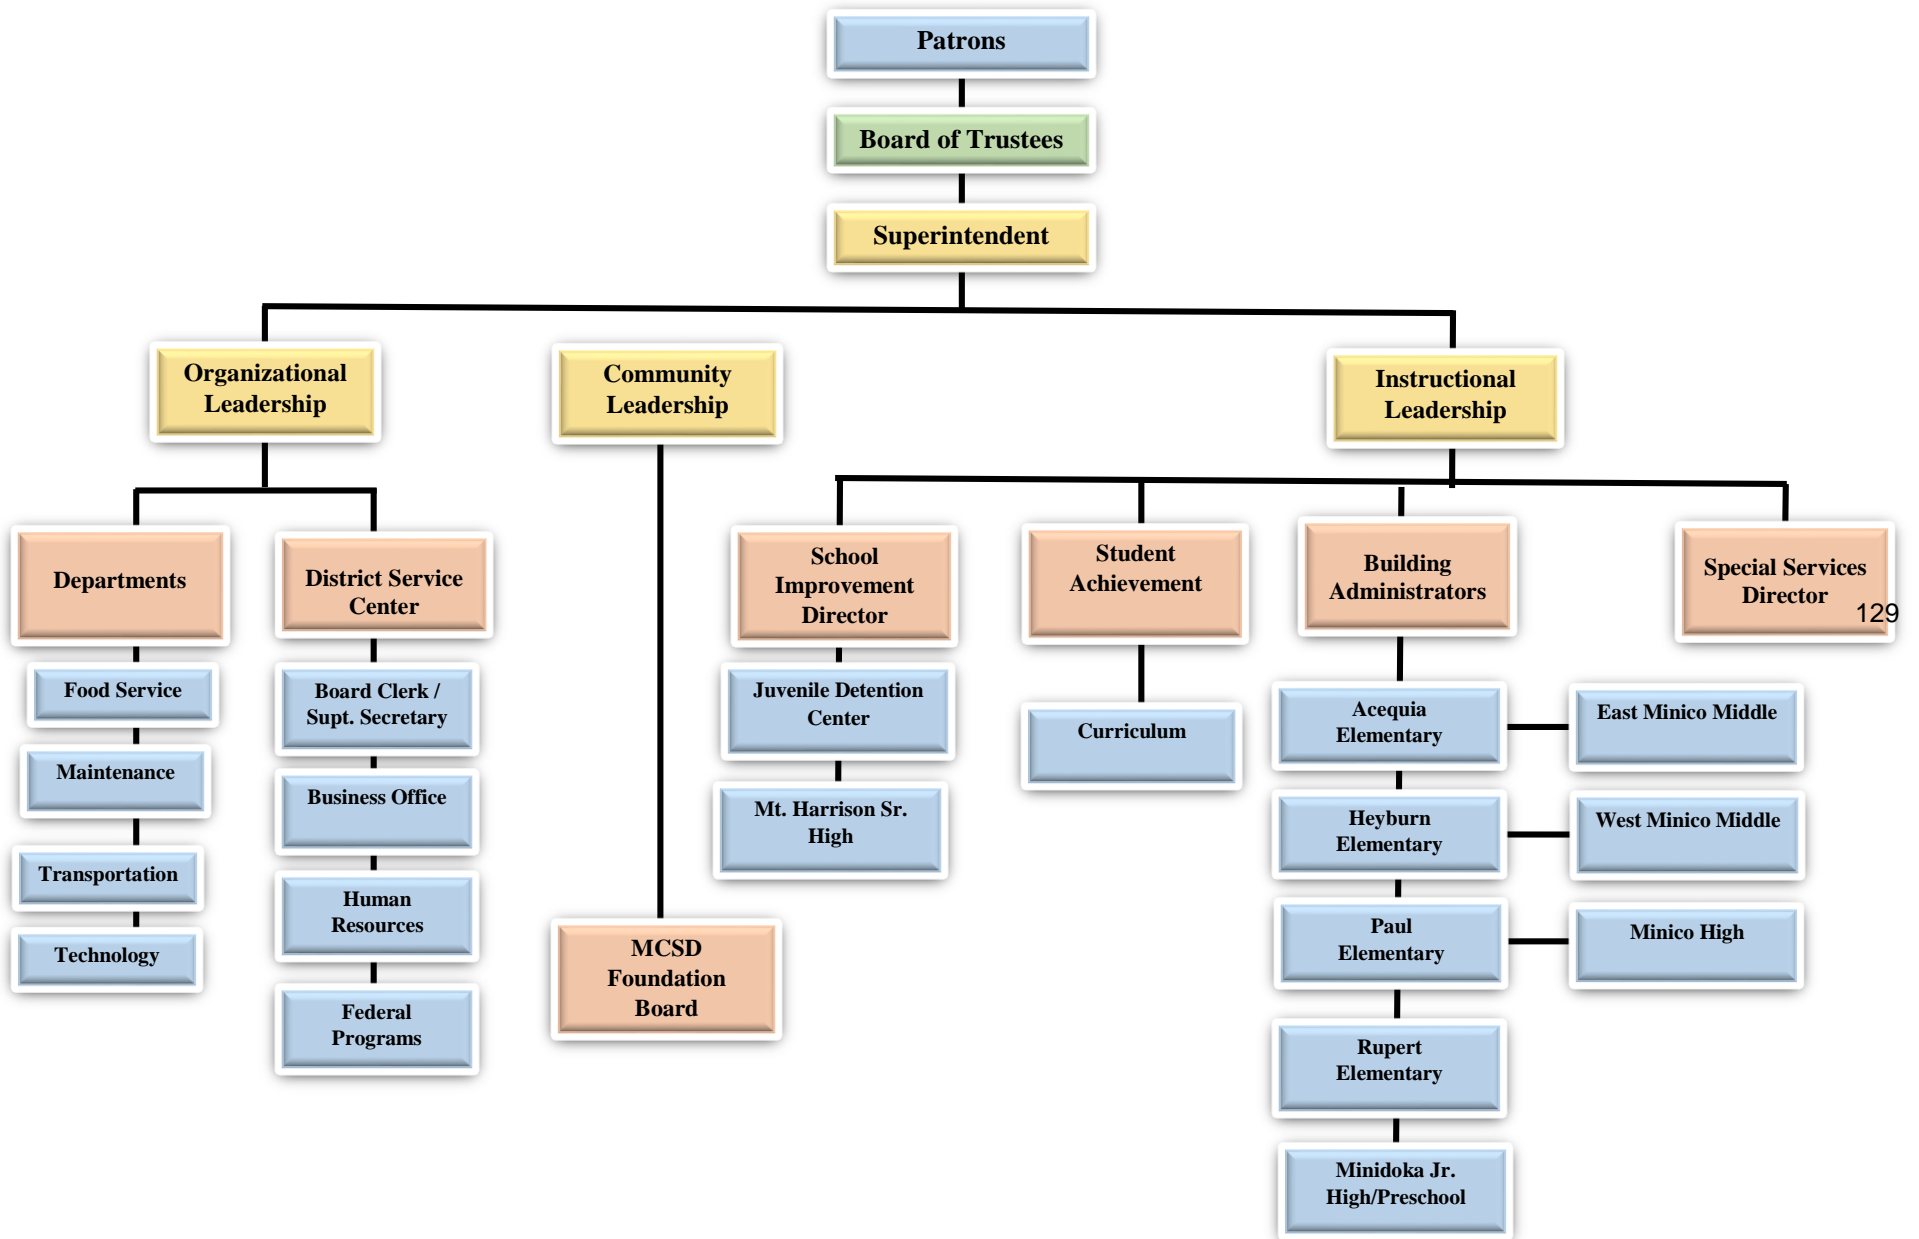 Patrons
Board of Trustees
Superintendent
Organizational
Leadership
Community
Leadership
Instructional
Leadership
Departments
District Service
Center
School
Improvement
Director
Student
Achievement
Building
Administrators
Special Services
Director
129
Food Service
Maintenance
Transportation
Technology
Board Clerk /
Supt. Secretary
Business Office
Human
Resources
Federal
Programs
MCSD
Foundation
Board
Juvenile Detention
Center
Mt. Harrison Sr.
High
Curriculum
Acequia
Elementary
East Minico Middle
Heyburn
Elementary
West Minico Middle
Paul
Elementary
Minico High
Rupert
Elementary
Minidoka Jr.
High/Preschool